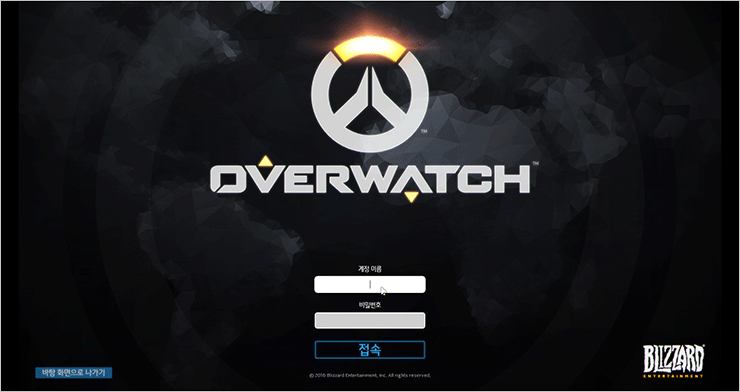 OVERWATCH™
계정 이름
비밀번호
접속
바탕 화면으로 나가기
© 2016 Blizzard Entertainment, Inc. All rights reserved.
BLIZZARD
ENTERTAINMENT